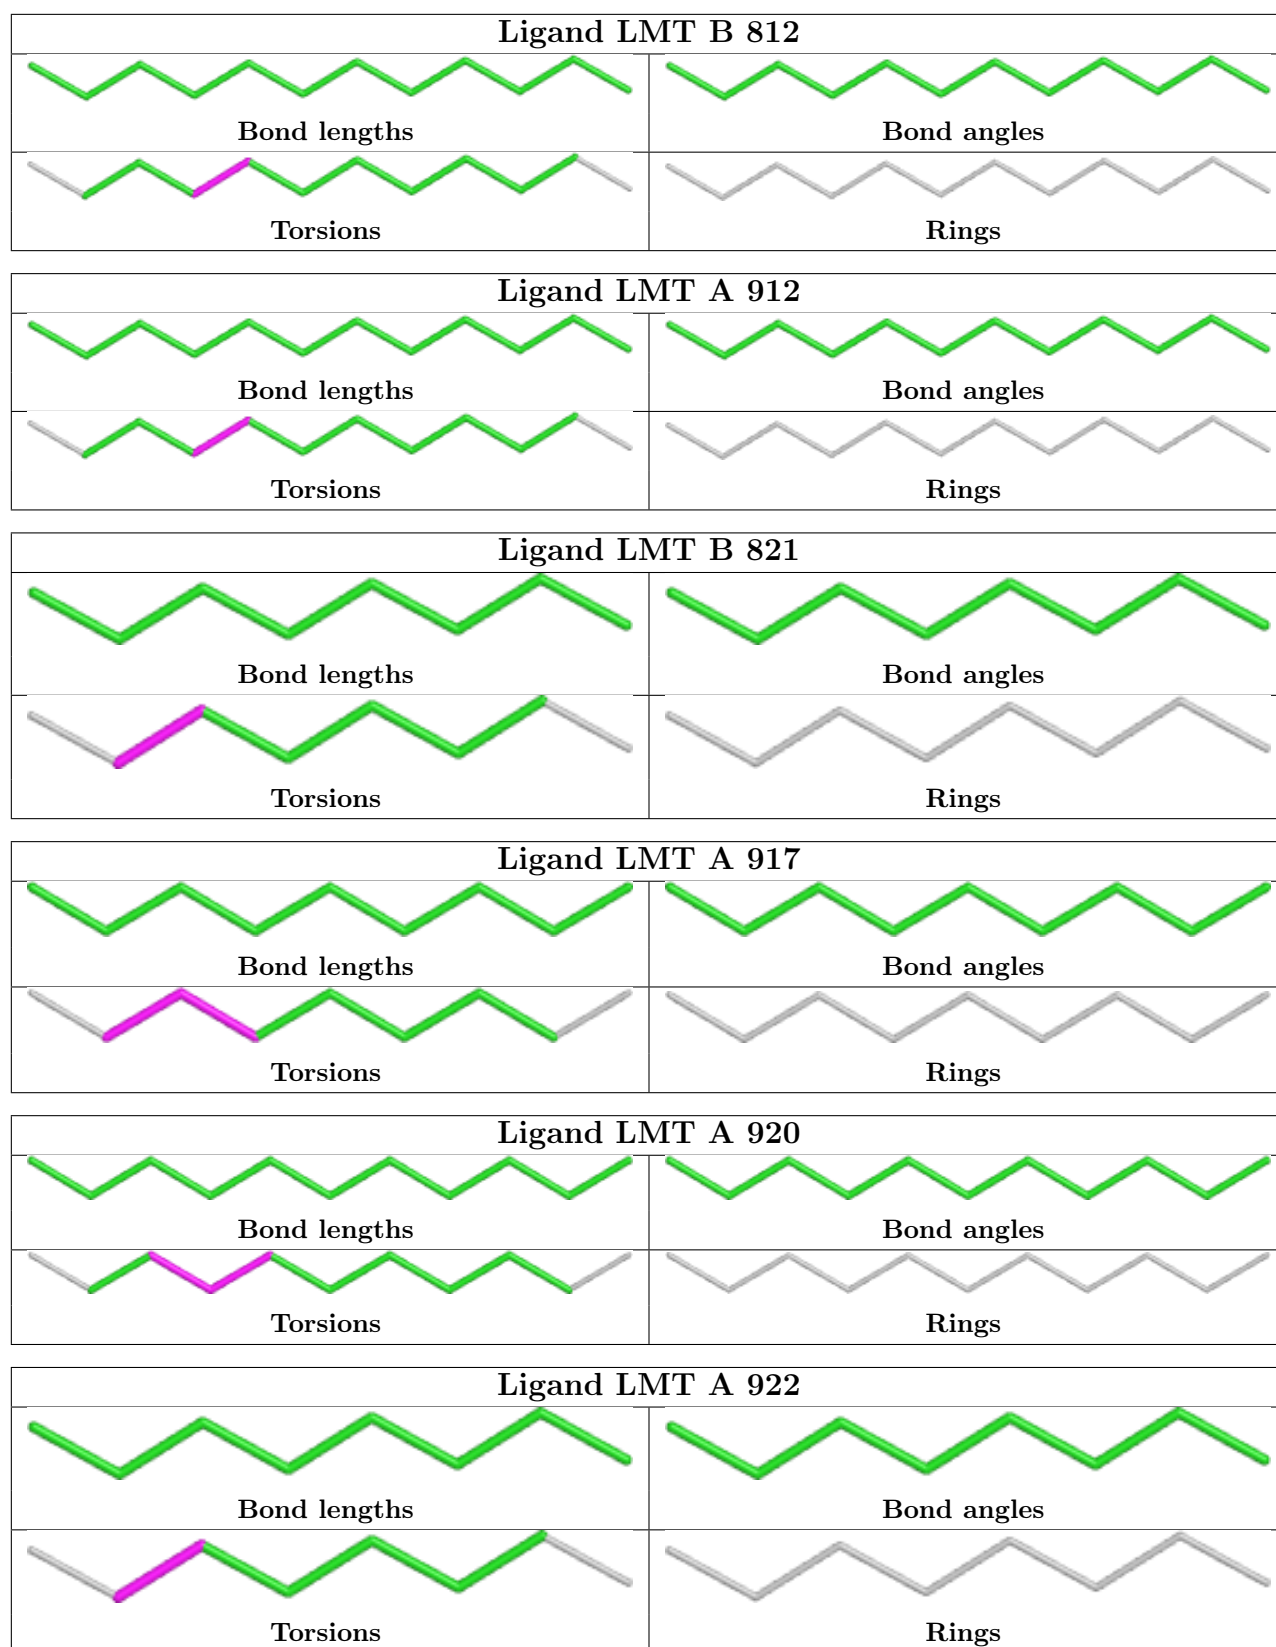 Ligand LMT B 812
Bond lengths Bond angles
Torsions Rings
Ligand LMT A 912
Bond lengths Bond angles
Torsions Rings
Ligand LMT B 821
Bond lengths Bond angles
Torsions Rings
Ligand LMT A 917
Bond lengths Bond angles
Torsions Rings
Ligand LMT A 920
Bond lengths Bond angles
Torsions Rings
Ligand LMT A 922
Bond lengths Bond angles
Torsions Rings